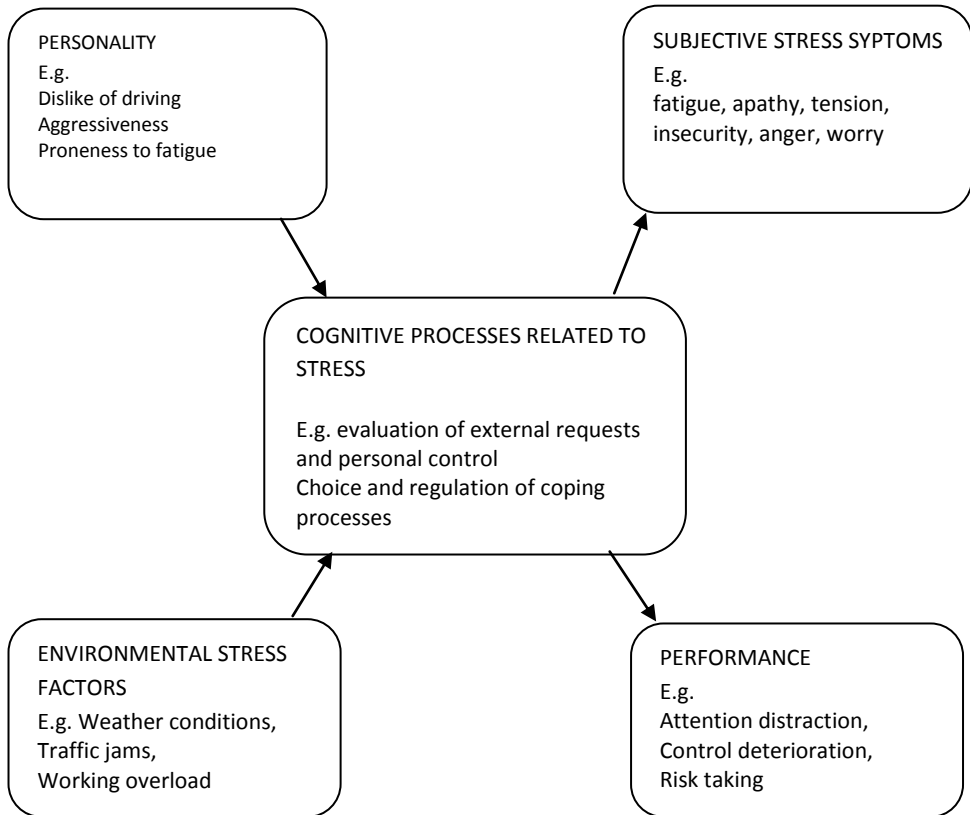 PERSONALITY
E.g.
Dislike of driving
Aggressiveness
Proneness to fatigue
SUBJECTIVE STRESS SYPTOMS
E.g.
fatigue, apathy, tension,
insecurity, anger, worry
COGNITIVE PROCESSES RELATED TO
STRESS
E.g. evaluation of external requests
and personal control
Choice and regulation of coping
processes
ENVIRONMENTAL STRESS
FACTORS
E.g. Weather conditions,
Traffic jams,
Working overload
PERFORMANCE
E.g.
Attention distraction,
Control deterioration,
Risk taking